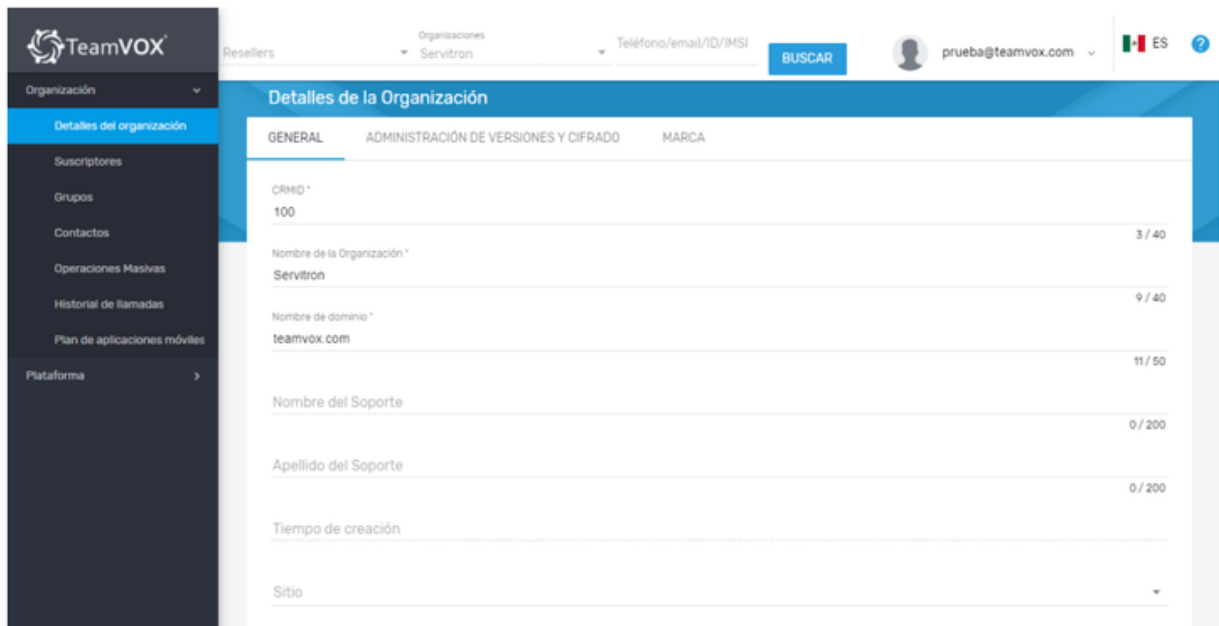 TeamVOX
Resellers
Organizaciones
Servitron
Teléfono/email/ID/IMSI
BUSCAR
prueba@teamvox.com
ES
?
Organización
Detalles del organización
Suscriptores
Grupos
Contactos
Operaciones Masivas
Historial de llamadas
Plan de aplicaciones móviles
Plataforma
Detalles de la Organización
GENERAL ADMINISTRACIÓN DE VERSIONES Y CIFRADO MARCA
CRMID *
100
3 / 40
Nombre de la Organización *
Servitron
9 / 40
Nombre de dominio *
teamvox.com
11 / 50
Nombre del Soporte
0 / 200
Apellido del Soporte
0 / 200
Tiempo de creación
Sitio